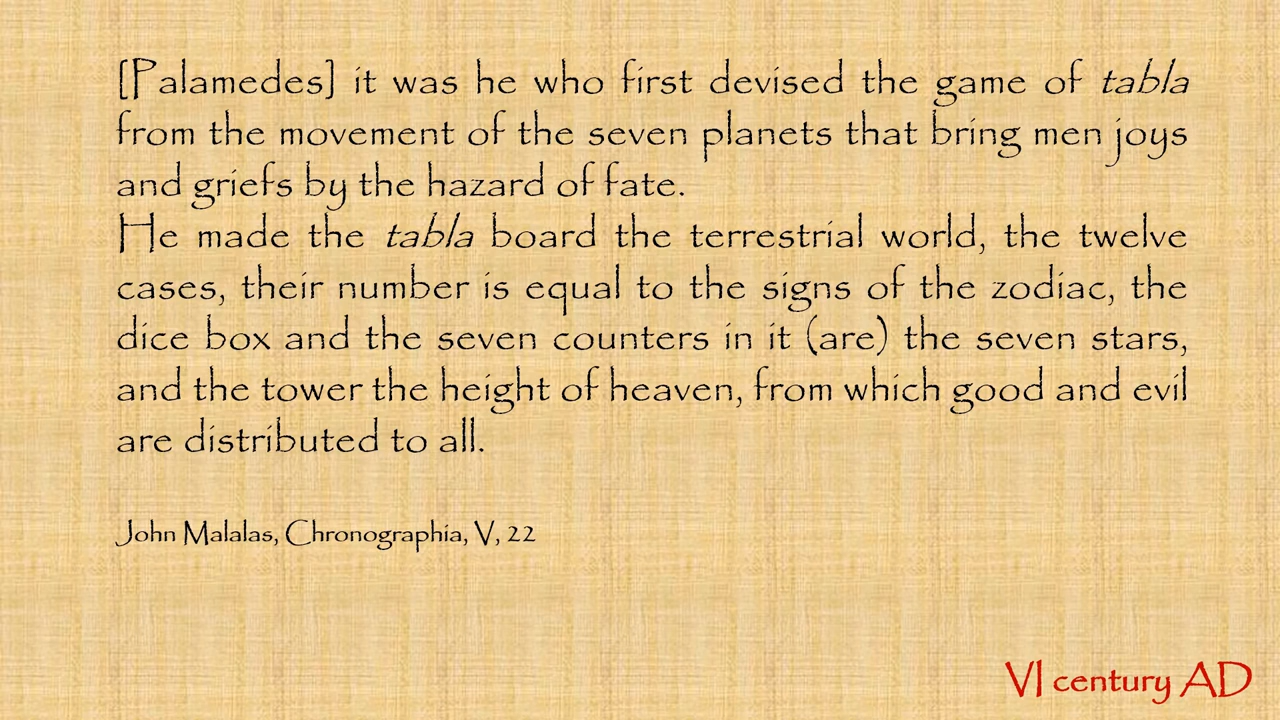 [Palamedes] it was he who first devised the game of tabla
from the movement of the seven planets that bring men joys
and griefs by the hazard of fate.
He made the tabla board the terrestrial world, the twelve
cases, their number is equal to the signs of the zodiac, the
dice box and the seven counters in it (are) the seven stars,
and the tower the height of heaven, from which good and evil
are distributed to all.
John Malalas, Chronographia, V, 22
VI century AD